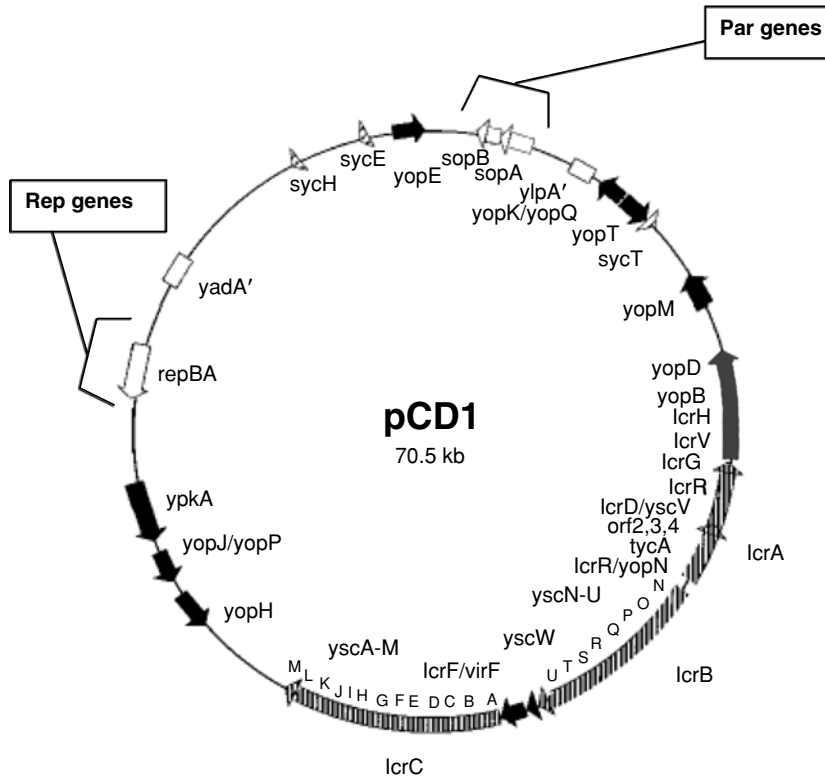 Par genes
Rep genes
sycH
sycE
yopE
sopB
sopA
ylpA′
yopK/yopQ
yopT
sycT
yopM
yadA′
repBA
pCD1
70.5 kb
yopD
yopB
lcrH
lcrV
lcrG
lcrR
lcrD/yscV
orf2,3,4
tycA
lcrR/yopN
lcrA
ypkA
yopJ/yopP
yopH
yscN-U
N
O
P
Q
R
S
T
U
yscW
lcrB
yscA-M
lcrF/virF
M
L
K
J
I
H
G
F
E
D
C
B
A
lcrC